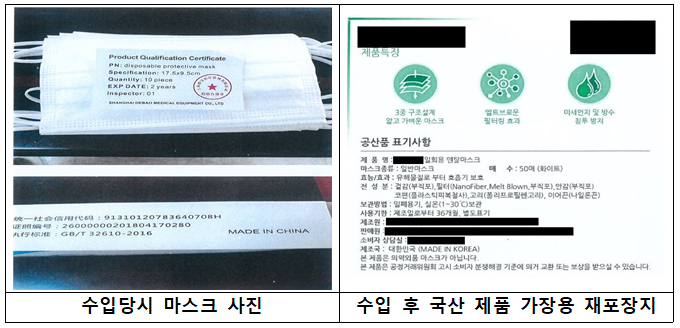 Product Qualification Certificate
PN: disposable protective mask
Specification: 17.5x9.5cm
Quantity: 10 piece
EXP DATE: 2 years
Inspector: 01
SHANGHAI DEBAO MEDICAL EQUIPMENT CO., LTD
统一社会信用代码: 91310120783640708H
证照编号: 26000000201804170280
执行标准: GB/T 32610-2016
MADE IN CHINA
수입당시 마스크 사진
제품특징
3중 구조설계
얇고 가벼운 마스크
멜트브로운
필터링 효과
미세먼지 및 방수
침투 방지
공산품 표기사항
제 품 명 : 일회용 덴탈마스크
마스크종류 : 일반마스크 매 수 : 50매 (화이트)
효능/효과 : 유해물질로 부터 호흡기 보호
전 성 분 : 겉감(부직포),필터(NanoFiber,Melt Blown,부직포),안감(부직포)
코편(플라스틱피복철사),고리(폴리프로필렌고리), 이어끈(나일론끈)
보관방법 : 밀폐용기, 실온(1~30℃)보관
사용기한 : 제조일로부터 36개월, 별도표기
제조원 :
판매원 :
소비자 상담실 :
제조국 : 대한민국 (MADE IN KOREA)
본 제품은 의약외품 마스크가 아닙니다.
본 제품은 공정거래위원회 고시 소비자 분쟁해결 기준에 의거 교환 또는 보상을 받으실 수 있습니다.
수입 후 국산 제품 가장용 재포장지